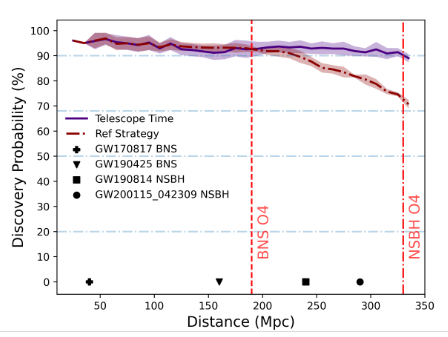 Discovery Probability (%)
100
90
80
70
60
50
40
30
20
10
0
Telescope Time
Ref Strategy
GW170817 BNS
GW190425 BNS
GW190814 NSBH
GW200115_042309 NSBH
BNS O4
NSBH O4
50
100
150
200
250
300
350
Distance (Mpc)